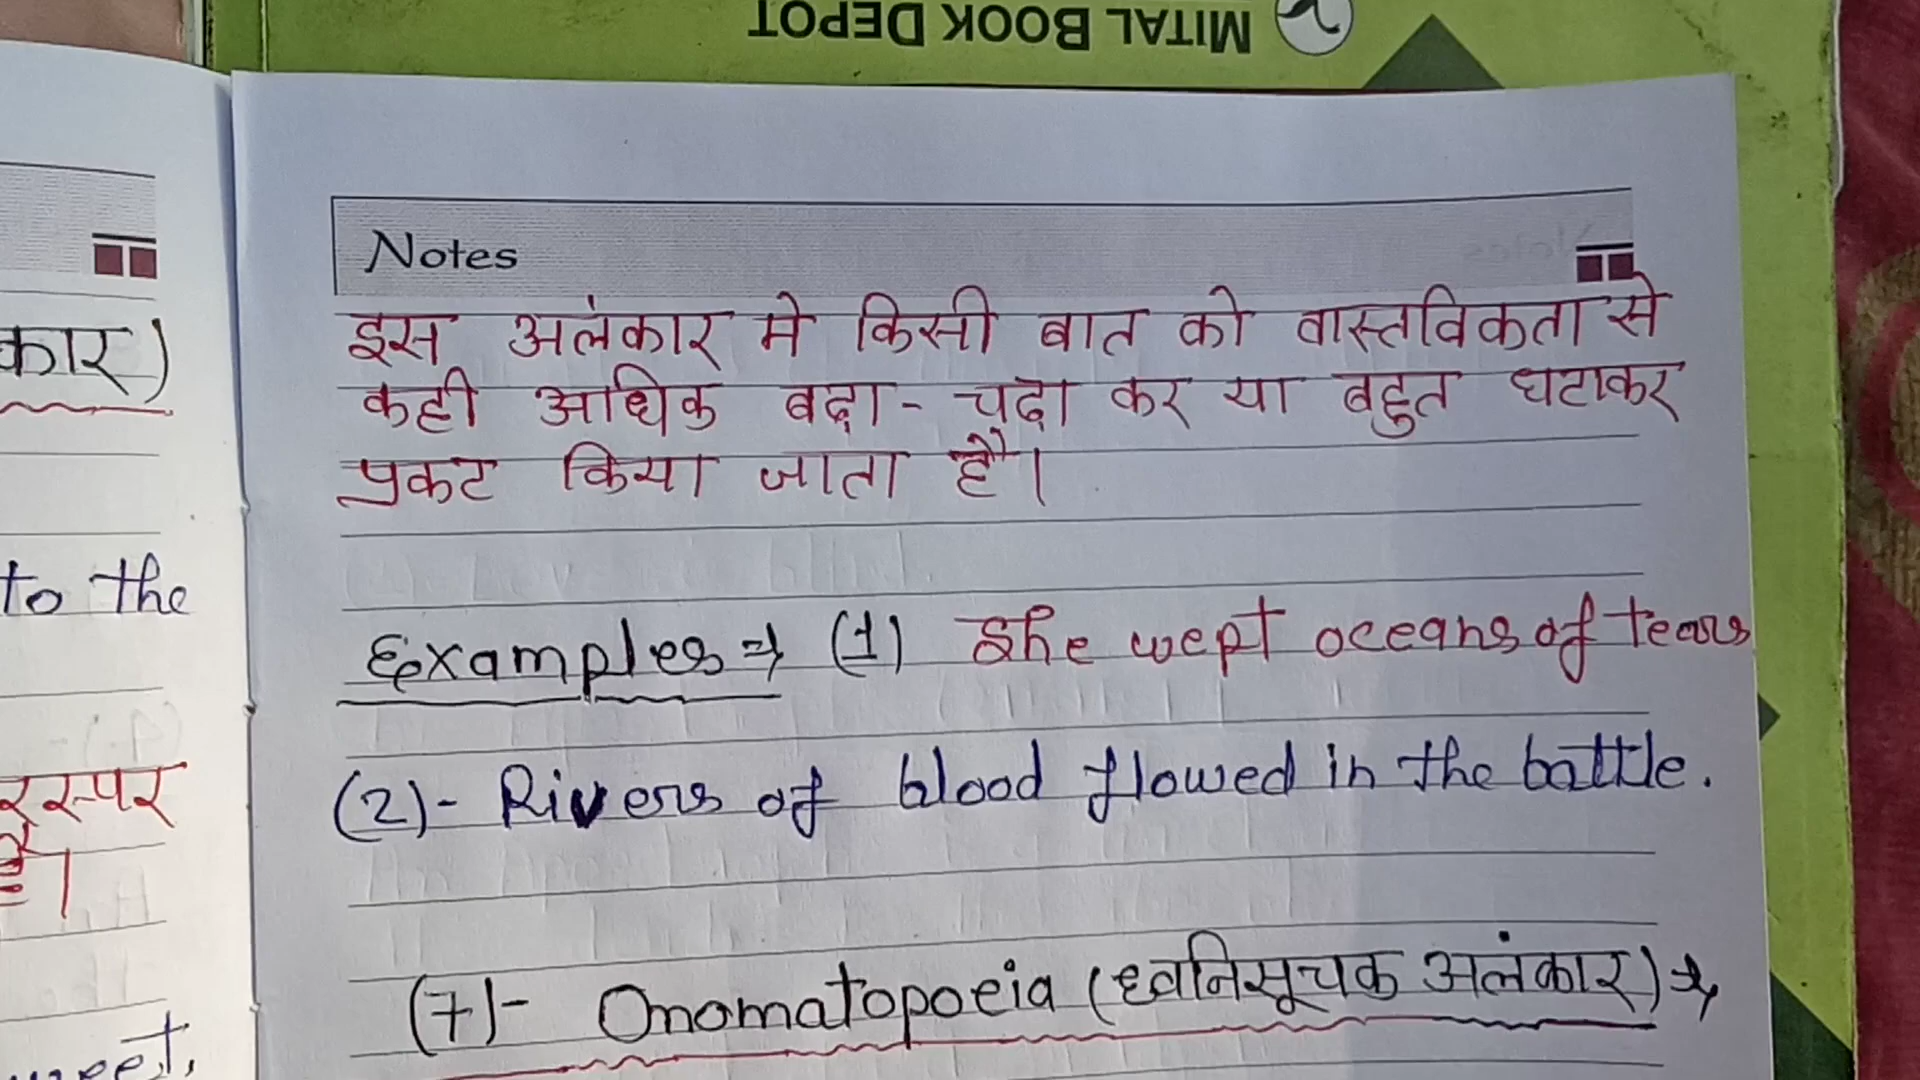 MITAL BOOK DEPOT
कार)
to the
रस्पर
है।
Notes
इस अलंकार मे किसी बात को वास्तविकता से
कही अधिक बढ़ा - चढ़ा कर या बहुत घटाकर
प्रकट किया जाता है।
Examples ⇒ (1) She wept oceans of tears
(2)- Rivers of blood flowed in the battle.
(7)- Onomatopoeia (ध्वनिसूचक अलंकार) →